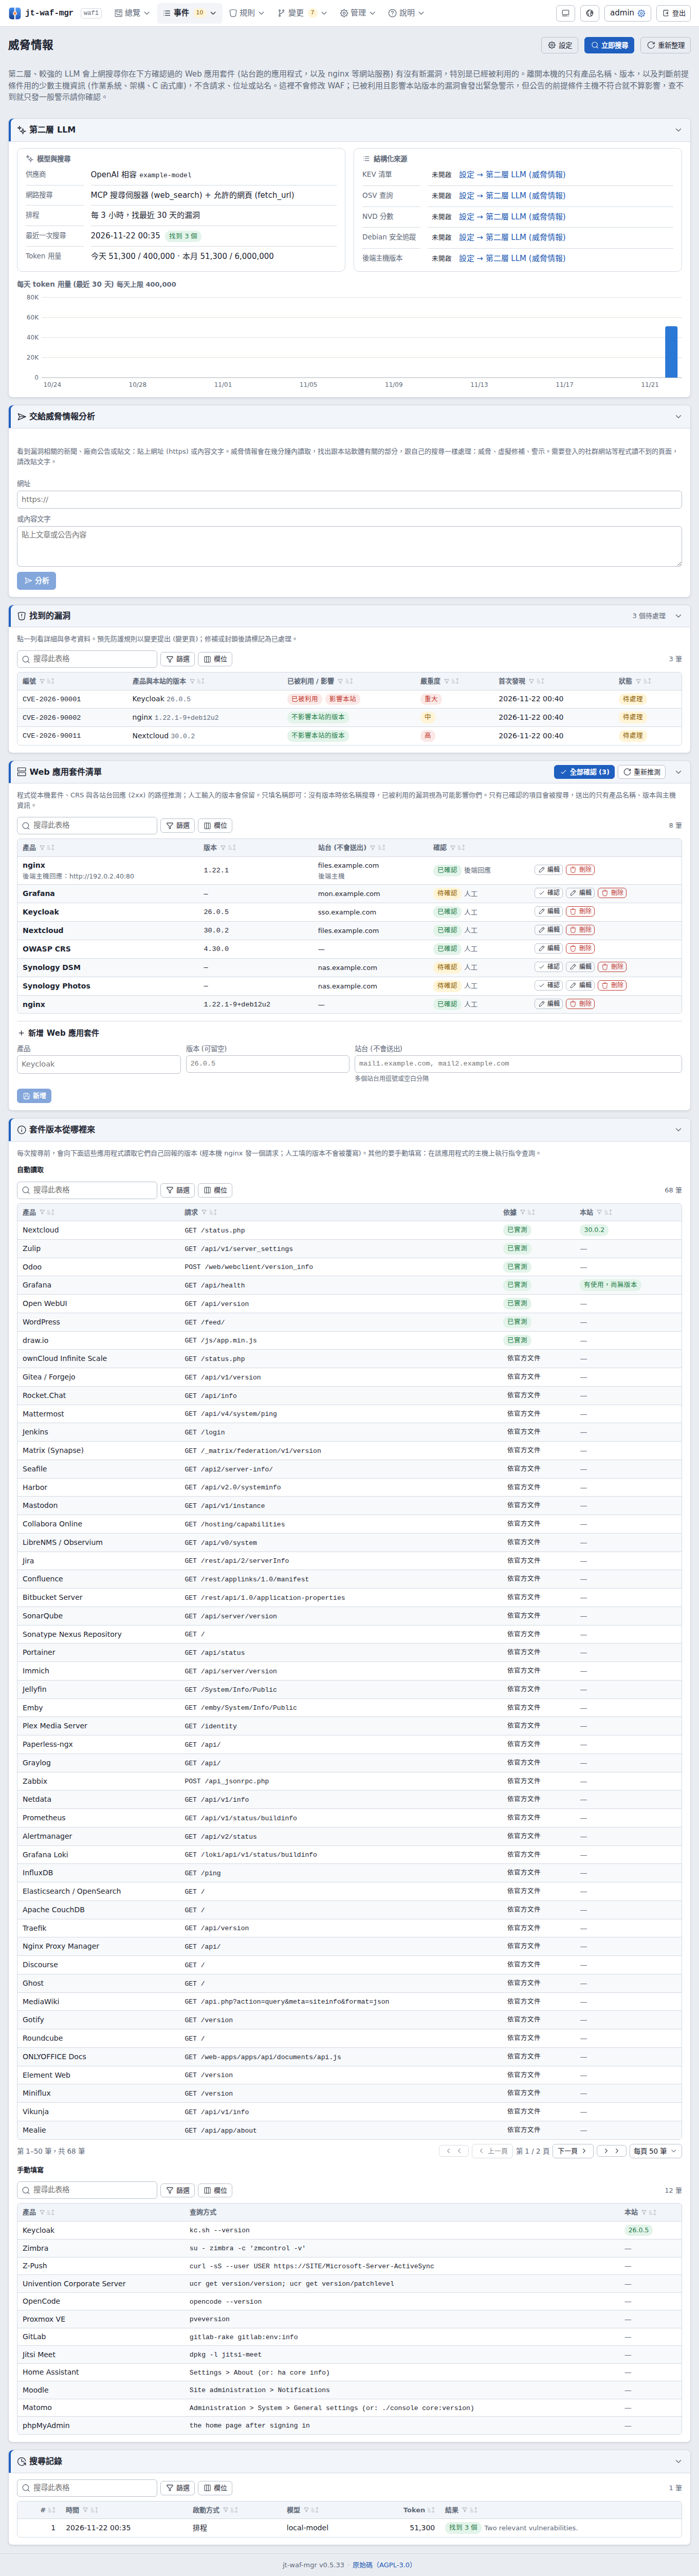 jt-waf-mgr waf1 總覽 事件 10 規則 變更 7 管理 說明 admin 登出
威脅情報 設定 立即搜尋 重新整理
第二層、較強的 LLM 會上網搜尋你在下方確認過的 Web 應用套件 (站台跑的應用程式，以及 nginx 等網站服務) 有沒有新漏洞，特別是已經被利用的。離開本機的只有產品名稱、版本，以及判斷前提
條件用的少數主機資訊 (作業系統、架構、C 函式庫)，不含請求、位址或站名。這裡不會修改 WAF；已被利用且影響本站版本的漏洞會發出緊急警示，但公告的前提條件主機不符合就不算影響，查不
到就只發一般警示請你確認。
第二層 LLM
模型與搜尋
供應商 OpenAI 相容 example-model
網路搜尋 MCP 搜尋伺服器 (web_search) + 允許的網頁 (fetch_url)
排程 每 3 小時，找最近 30 天的漏洞
最近一次搜尋 2026-11-22 00:35 找到 3 個
Token 用量 今天 51,300 / 400,000 · 本月 51,300 / 6,000,000
結構化來源
KEV 清單 未開啟 設定 → 第二層 LLM (威脅情報)
OSV 查詢 未開啟 設定 → 第二層 LLM (威脅情報)
NVD 分數 未開啟 設定 → 第二層 LLM (威脅情報)
Debian 安全追蹤 未開啟 設定 → 第二層 LLM (威脅情報)
後端主機版本 未開啟 設定 → 第二層 LLM (威脅情報)
每天 token 用量 (最近 30 天) 每天上限 400,000
80K
60K
40K
20K
0
10/24 10/28 11/01 11/05 11/09 11/13 11/17 11/21
交給威脅情報分析
看到漏洞相關的新聞、廠商公告或貼文：貼上網址 (https) 或內容文字。威脅情報會在幾分鐘內讀取，找出跟本站軟體有關的部分，跟自己的搜尋一樣處理：威脅、虛擬修補、警示。需要登入的社群網站等程式讀不到的頁面，
請改貼文字。
網址
https://
或內容文字
貼上文章或公告內容
分析
找到的漏洞 3 個待處理
點一列看詳細與參考資料。預先防護規則以變更提出 (變更頁)；修補或封鎖後請標記為已處理。
搜尋此表格 篩選 欄位 3 筆
編號 產品與本站的版本 已被利用 / 影響 嚴重度 首次發現 狀態
CVE-2026-90001 Keycloak 26.0.5 已被利用 影響本站 重大 2026-11-22 00:40 待處理
CVE-2026-90002 nginx 1.22.1-9+deb12u2 不影響本站的版本 中 2026-11-22 00:40 待處理
CVE-2026-90011 Nextcloud 30.0.2 不影響本站的版本 高 2026-11-22 00:40 待處理
Web 應用套件清單 全部確認 (3) 重新推測
程式從本機套件、CRS 與各站台回應 (2xx) 的路徑推測；人工輸入的版本會保留。只填名稱即可：沒有版本時依名稱搜尋，已被利用的漏洞視為可能影響你們。只有已確認的項目會被搜尋，送出的只有產品名稱、版本與主機
資訊。
搜尋此表格 篩選 欄位 8 筆
產品 版本 站台 (不會送出) 確認
nginx 1.22.1 files.example.com 已確認 後端回應 編輯 刪除
後端主機回應：http://192.0.2.40:80 後端主機
Grafana — mon.example.com 待確認 人工 確認 編輯 刪除
Keycloak 26.0.5 sso.example.com 已確認 人工 編輯 刪除
Nextcloud 30.0.2 files.example.com 已確認 人工 編輯 刪除
OWASP CRS 4.30.0 — 已確認 人工 編輯 刪除
Synology DSM — nas.example.com 待確認 人工 確認 編輯 刪除
Synology Photos — nas.example.com 待確認 人工 確認 編輯 刪除
nginx 1.22.1-9+deb12u2 — 已確認 人工 編輯 刪除
新增 Web 應用套件
產品 版本 (可留空) 站台 (不會送出)
Keycloak 26.0.5 mail1.example.com, mail2.example.com
多個站台用逗號或空白分隔
新增
套件版本從哪裡來
每次搜尋前，會向下面這些應用程式讀取它們自己回報的版本 (經本機 nginx 發一個請求；人工填的版本不會被覆寫)。其他的要手動填寫：在該應用程式的主機上執行指令查詢。
自動讀取
搜尋此表格 篩選 欄位 68 筆
產品 請求 依據 本站
Nextcloud GET /status.php 已實測 30.0.2
Zulip GET /api/v1/server_settings 已實測 —
Odoo POST /web/webclient/version_info 已實測 —
Grafana GET /api/health 已實測 有使用，尚無版本
Open WebUI GET /api/version 已實測 —
WordPress GET /feed/ 已實測 —
draw.io GET /js/app.min.js 已實測 —
ownCloud Infinite Scale GET /status.php 依官方文件 —
Gitea / Forgejo GET /api/v1/version 依官方文件 —
Rocket.Chat GET /api/info 依官方文件 —
Mattermost GET /api/v4/system/ping 依官方文件 —
Jenkins GET /login 依官方文件 —
Matrix (Synapse) GET /_matrix/federation/v1/version 依官方文件 —
Seafile GET /api2/server-info/ 依官方文件 —
Harbor GET /api/v2.0/systeminfo 依官方文件 —
Mastodon GET /api/v1/instance 依官方文件 —
Collabora Online GET /hosting/capabilities 依官方文件 —
LibreNMS / Observium GET /api/v0/system 依官方文件 —
Jira GET /rest/api/2/serverInfo 依官方文件 —
Confluence GET /rest/applinks/1.0/manifest 依官方文件 —
Bitbucket Server GET /rest/api/1.0/application-properties 依官方文件 —
SonarQube GET /api/server/version 依官方文件 —
Sonatype Nexus Repository GET / 依官方文件 —
Portainer GET /api/status 依官方文件 —
Immich GET /api/server/version 依官方文件 —
Jellyfin GET /System/Info/Public 依官方文件 —
Emby GET /emby/System/Info/Public 依官方文件 —
Plex Media Server GET /identity 依官方文件 —
Paperless-ngx GET /api/ 依官方文件 —
Graylog GET /api/ 依官方文件 —
Zabbix POST /api_jsonrpc.php 依官方文件 —
Netdata GET /api/v1/info 依官方文件 —
Prometheus GET /api/v1/status/buildinfo 依官方文件 —
Alertmanager GET /api/v2/status 依官方文件 —
Grafana Loki GET /loki/api/v1/status/buildinfo 依官方文件 —
InfluxDB GET /ping 依官方文件 —
Elasticsearch / OpenSearch GET / 依官方文件 —
Apache CouchDB GET / 依官方文件 —
Traefik GET /api/version 依官方文件 —
Nginx Proxy Manager GET /api/ 依官方文件 —
Discourse GET / 依官方文件 —
Ghost GET / 依官方文件 —
MediaWiki GET /api.php?action=query&meta=siteinfo&format=json 依官方文件 —
Gotify GET /version 依官方文件 —
Roundcube GET / 依官方文件 —
ONLYOFFICE Docs GET /web-apps/apps/api/documents/api.js 依官方文件 —
Element Web GET /version 依官方文件 —
Miniflux GET /version 依官方文件 —
Vikunja GET /api/v1/info 依官方文件 —
Mealie GET /api/app/about 依官方文件 —
第 1–50 筆，共 68 筆 上一頁 第 1 / 2 頁 下一頁 每頁 50 筆
手動填寫
搜尋此表格 篩選 欄位 12 筆
產品 查詢方式 本站
Keycloak kc.sh --version 26.0.5
Zimbra su - zimbra -c 'zmcontrol -v' —
Z-Push curl -sS --user USER https://SITE/Microsoft-Server-ActiveSync —
Univention Corporate Server ucr get version/version; ucr get version/patchlevel —
OpenCode opencode --version —
Proxmox VE pveversion —
GitLab gitlab-rake gitlab:env:info —
Jitsi Meet dpkg -l jitsi-meet —
Home Assistant Settings > About (or: ha core info) —
Moodle Site administration > Notifications —
Matomo Administration > System > General settings (or: ./console core:version) —
phpMyAdmin the home page after signing in —
搜尋記錄
搜尋此表格 篩選 欄位 1 筆
# 時間 啟動方式 模型 Token 結果
1 2026-11-22 00:35 排程 local-model 51,300 找到 3 個 Two relevant vulnerabilities.
jt-waf-mgr v0.5.33 · 原始碼（AGPL-3.0）